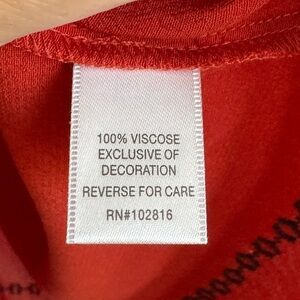 100% VISCOSE
EXCLUSIVE OF
DECORATION
REVERSE FOR CARE
RN#102816